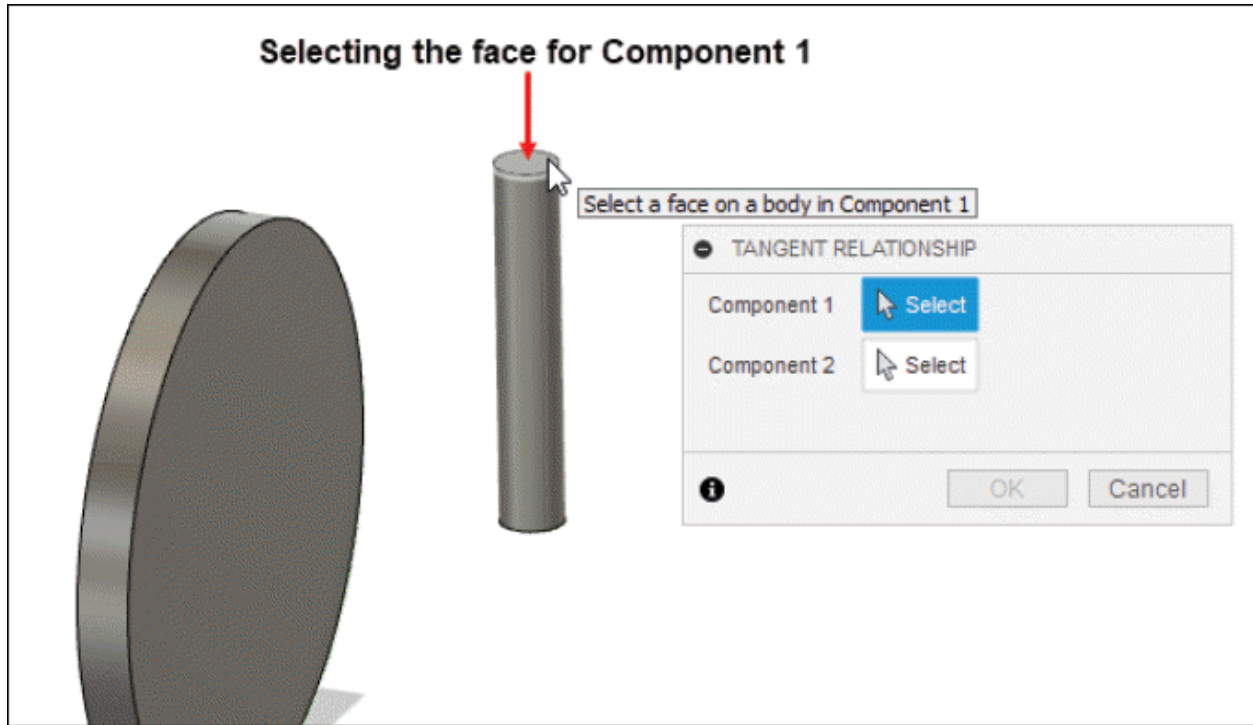 Selecting the face for Component 1
Select a face on a body in Component 1
TANGENT RELATIONSHIP
Component 1 Select
Component 2 Select
OK Cancel